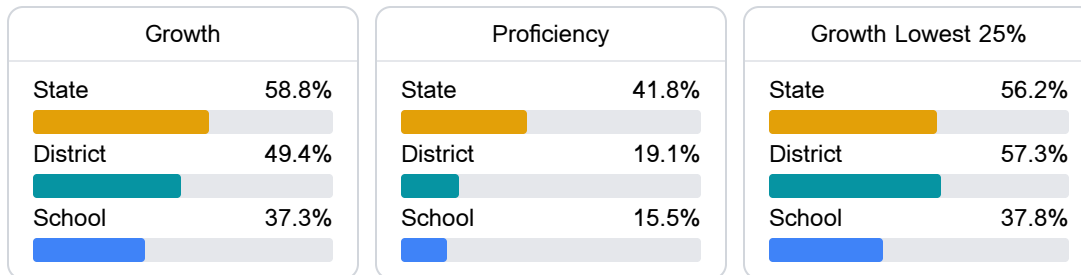 Growth
State 58.8%
District 49.4%
School 37.3%
Proficiency
State 41.8%
District 19.1%
School 15.5%
Growth Lowest 25%
State 56.2%
District 57.3%
School 37.8%